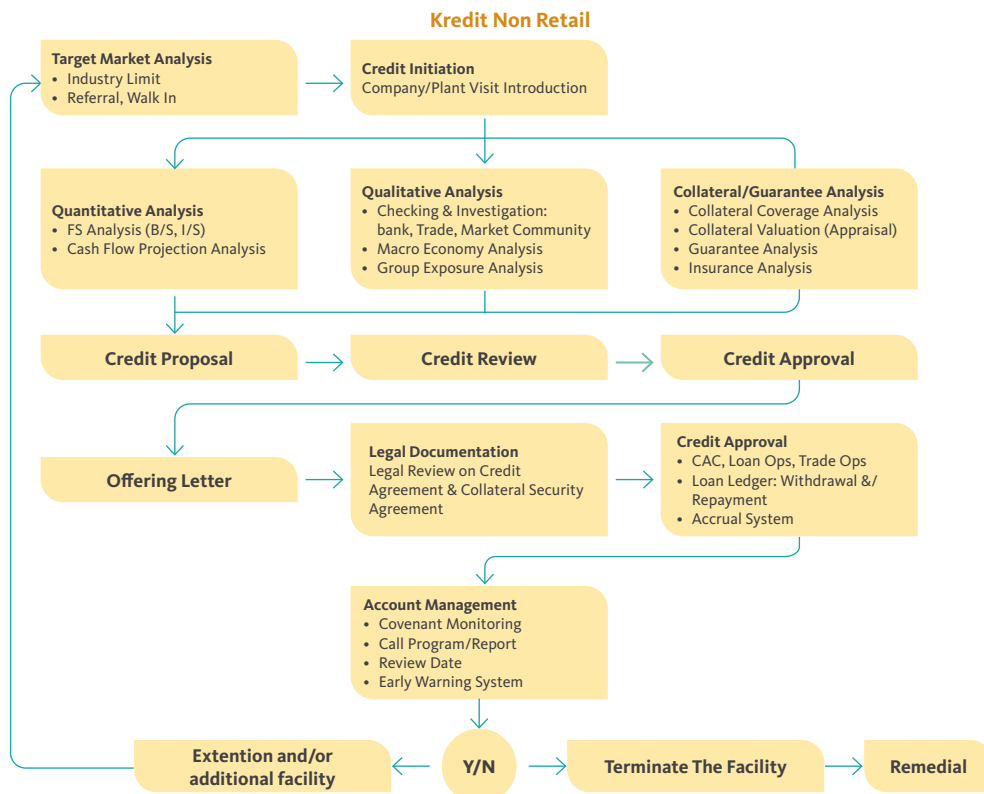 Kredit Non Retail
Target Market Analysis
• Industry Limit
• Referral, Walk In
Credit Initiation
Company/Plant Visit Introduction
Quantitative Analysis
• FS Analysis (B/S, I/S)
• Cash Flow Projection Analysis
Qualitative Analysis
• Checking & Investigation:
bank, Trade, Market Community
• Macro Economy Analysis
• Group Exposure Analysis
Collateral/Guarantee Analysis
• Collateral Coverage Analysis
• Collateral Valuation (Appraisal)
• Guarantee Analysis
• Insurance Analysis
Credit Proposal
Credit Review
Credit Approval
Offering Letter
Legal Documentation
Legal Review on Credit
Agreement & Collateral Security
Agreement
Credit Approval
• CAC, Loan Ops, Trade Ops
• Loan Ledger: Withdrawal &/
Repayment
• Accrual System
Account Management
• Covenant Monitoring
• Call Program/Report
• Review Date
• Early Warning System
Extention and/or
additional facility
Y/N
Terminate The Facility
Remedial